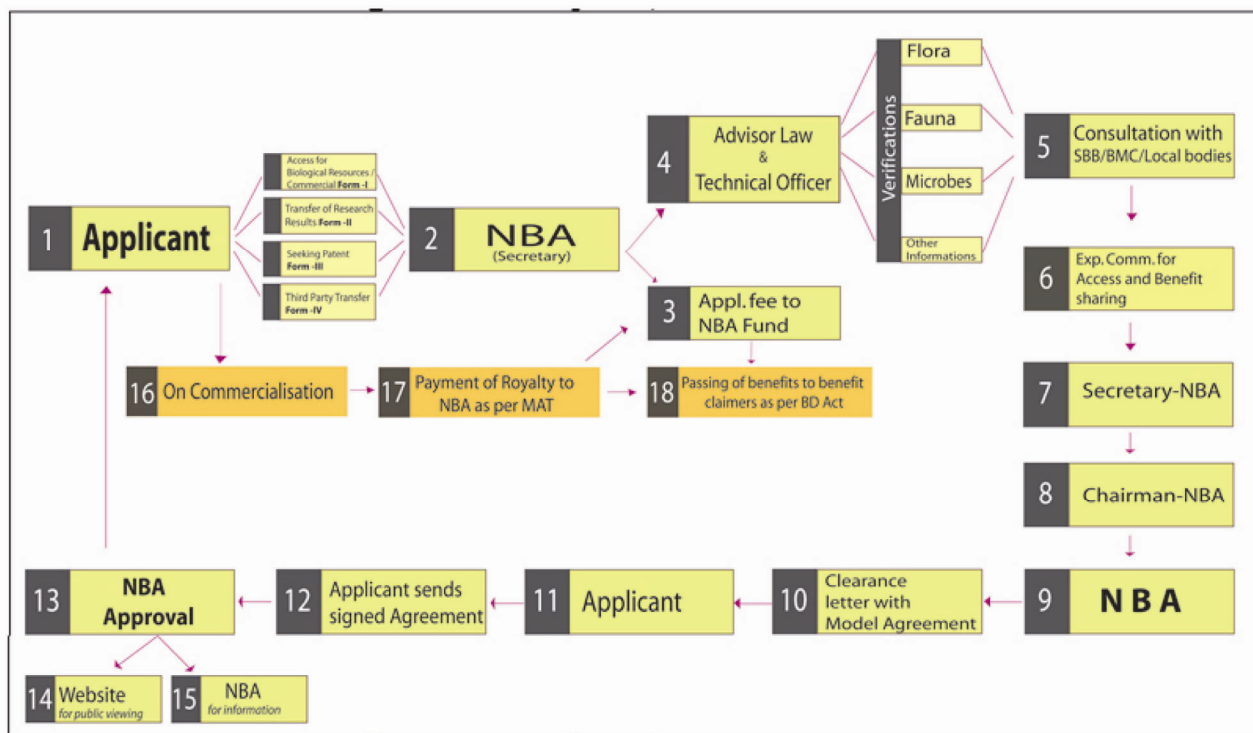 1
Applicant
Access for
Biological Resources /
Commercial Form -I
Transfer of Research
Results Form -II
Seeking Patent
Form -III
Third Party Transfer
Form -IV
2
NBA
(Secretary)
3
Appl. fee to
NBA Fund
4
Advisor Law
&
Technical Officer
Verifications
Flora
Fauna
Microbes
Other
Informations
5
Consultation with
SBB/BMC/Local bodies
6
Exp. Comm. for
Access and Benefit
sharing
7
Secretary-NBA
8
Chairman-NBA
9
N B A
10
Clearance
letter with
Model Agreement
11
Applicant
12
Applicant sends
signed Agreement
13
NBA
Approval
14
Website
for public viewing
15
NBA
for information
16
On Commercialisation
17
Payment of Royalty to
NBA as per MAT
18
Passing of benefits to benefit
claimers as per BD Act